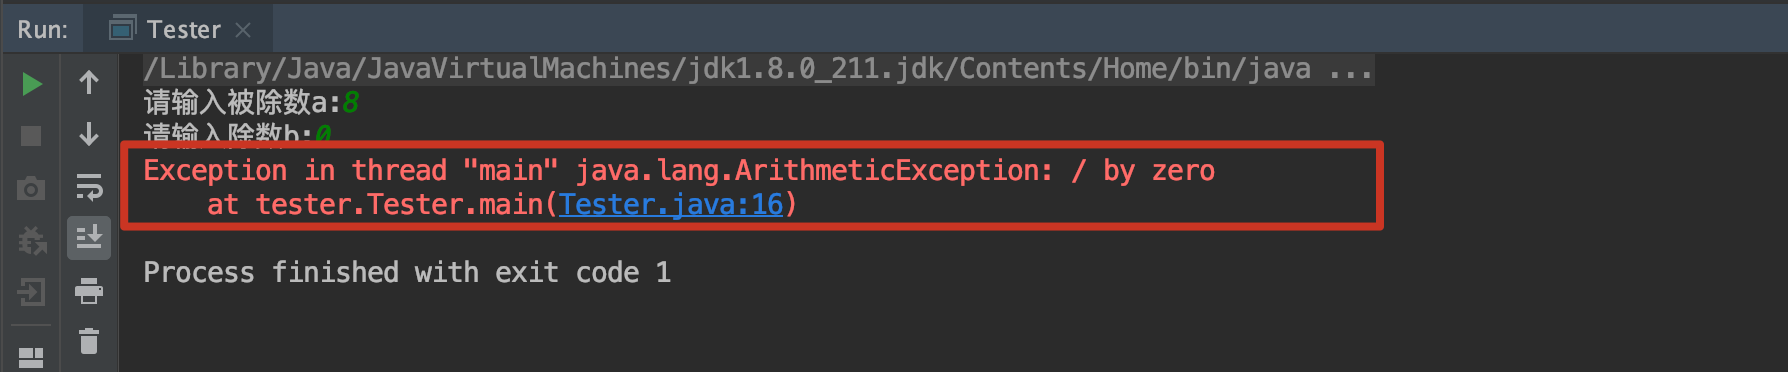 Run: Tester
/Library/Java/JavaVirtualMachines/jdk1.8.0_211.jdk/Contents/Home/bin/java ...
请输入被除数a:8
请输入除数b:0
Exception in thread "main" java.lang.ArithmeticException: / by zero
at tester.Tester.main(Tester.java:16)
Process finished with exit code 1